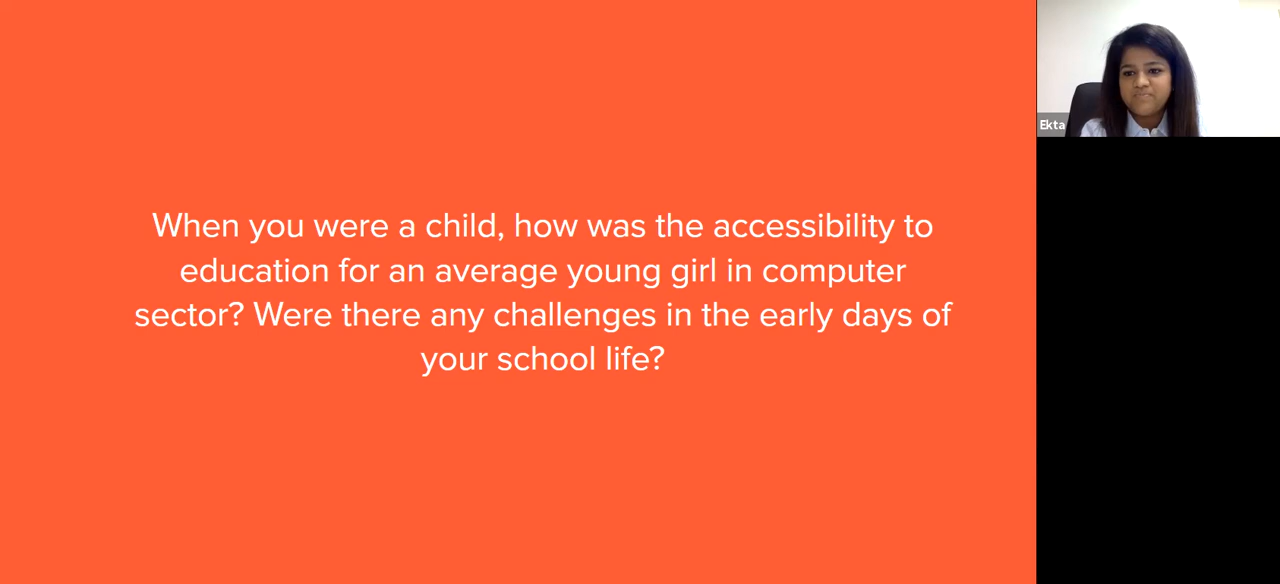 When you were a child, how was the accessibility to
education for an average young girl in computer
sector? Were there any challenges in the early days of
your school life?
Ekta